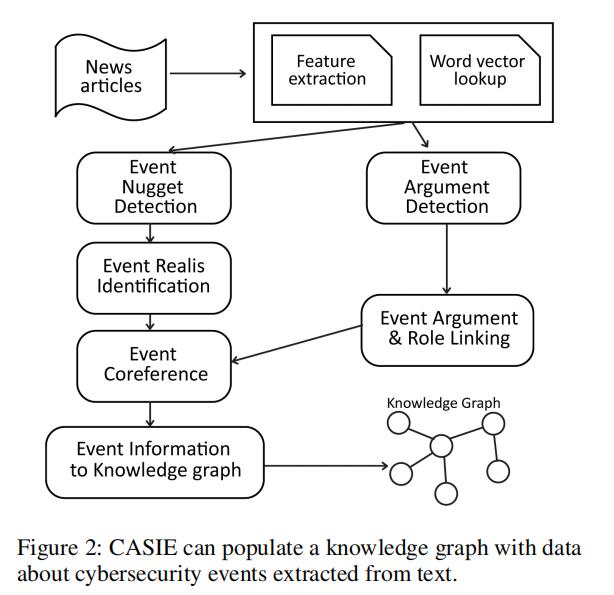 News
articles
Feature
extraction
Word vector
lookup
Event
Nugget
Detection
Event
Argument
Detection
Event Realis
Identification
Event Argument
& Role Linking
Event
Coreference
Knowledge Graph
Event Information
to Knowledge graph
Figure 2: CASIE can populate a knowledge graph with data
about cybersecurity events extracted from text.